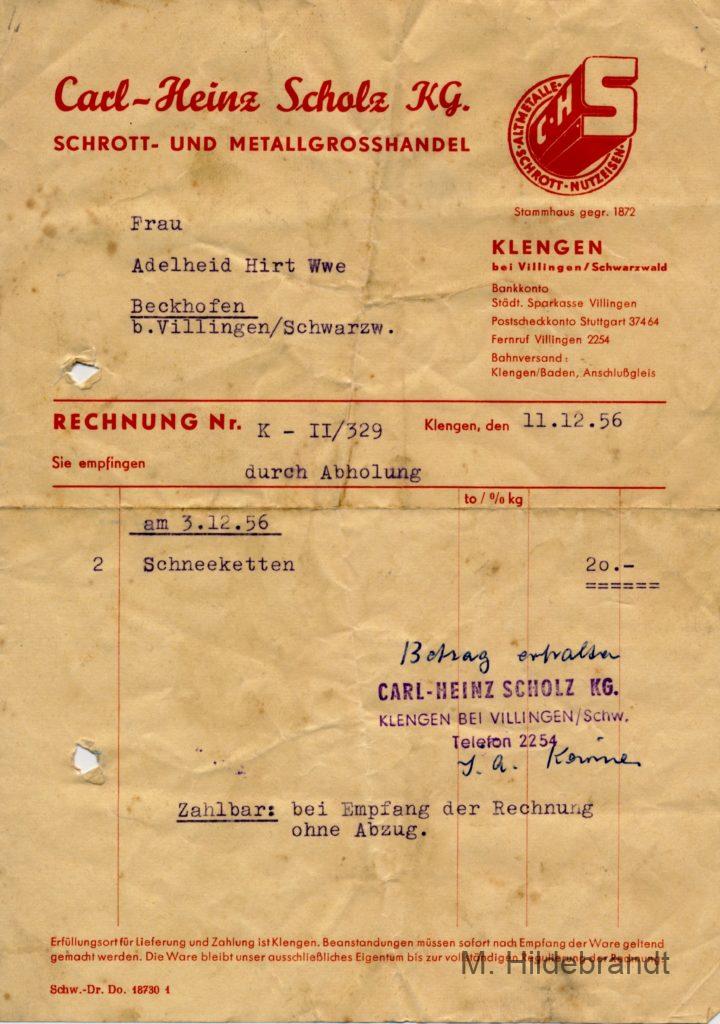 Carl-Heinz Scholz KG.
SCHROTT- UND METALLGROSSHANDEL
ALTMETALLE·
C·H
S
·SCHROTT·NUTZEISEN·
Stammhaus gegr. 1872
Frau
Adelheid Hirt Wwe
Beckhofen
b.Villingen/Schwarzw.
KLENGEN
bei Villingen/Schwarzwald
Bankkonto
Städt. Sparkasse Villingen
Postscheckkonto Stuttgart 37464
Fernruf Villingen 2254
Bahnversand:
Klengen/Baden, Anschlußgleis
RECHNUNG Nr. K - II/329 Klengen, den 11.12.56
Sie empfingen durch Abholung
to / % kg
am 3.12.56
2 Schneeketten 20.-
======
Betrag erhalten
CARL-HEINZ SCHOLZ KG.
KLENGEN BEI VILLINGEN/Schw.
Telefon 2254
Zahlbar: bei Empfang der Rechnung
ohne Abzug.
Erfüllungsort für Lieferung und Zahlung ist Klengen. Beanstandungen müssen sofort nach Empfang der Ware geltend
gemacht werden. Die Ware bleibt unser ausschließliches Eigentum bis zur vollständigen Regulierung der Rechnung.
M. Hildebrandt
Schw.-Dr. Do. 18730 1